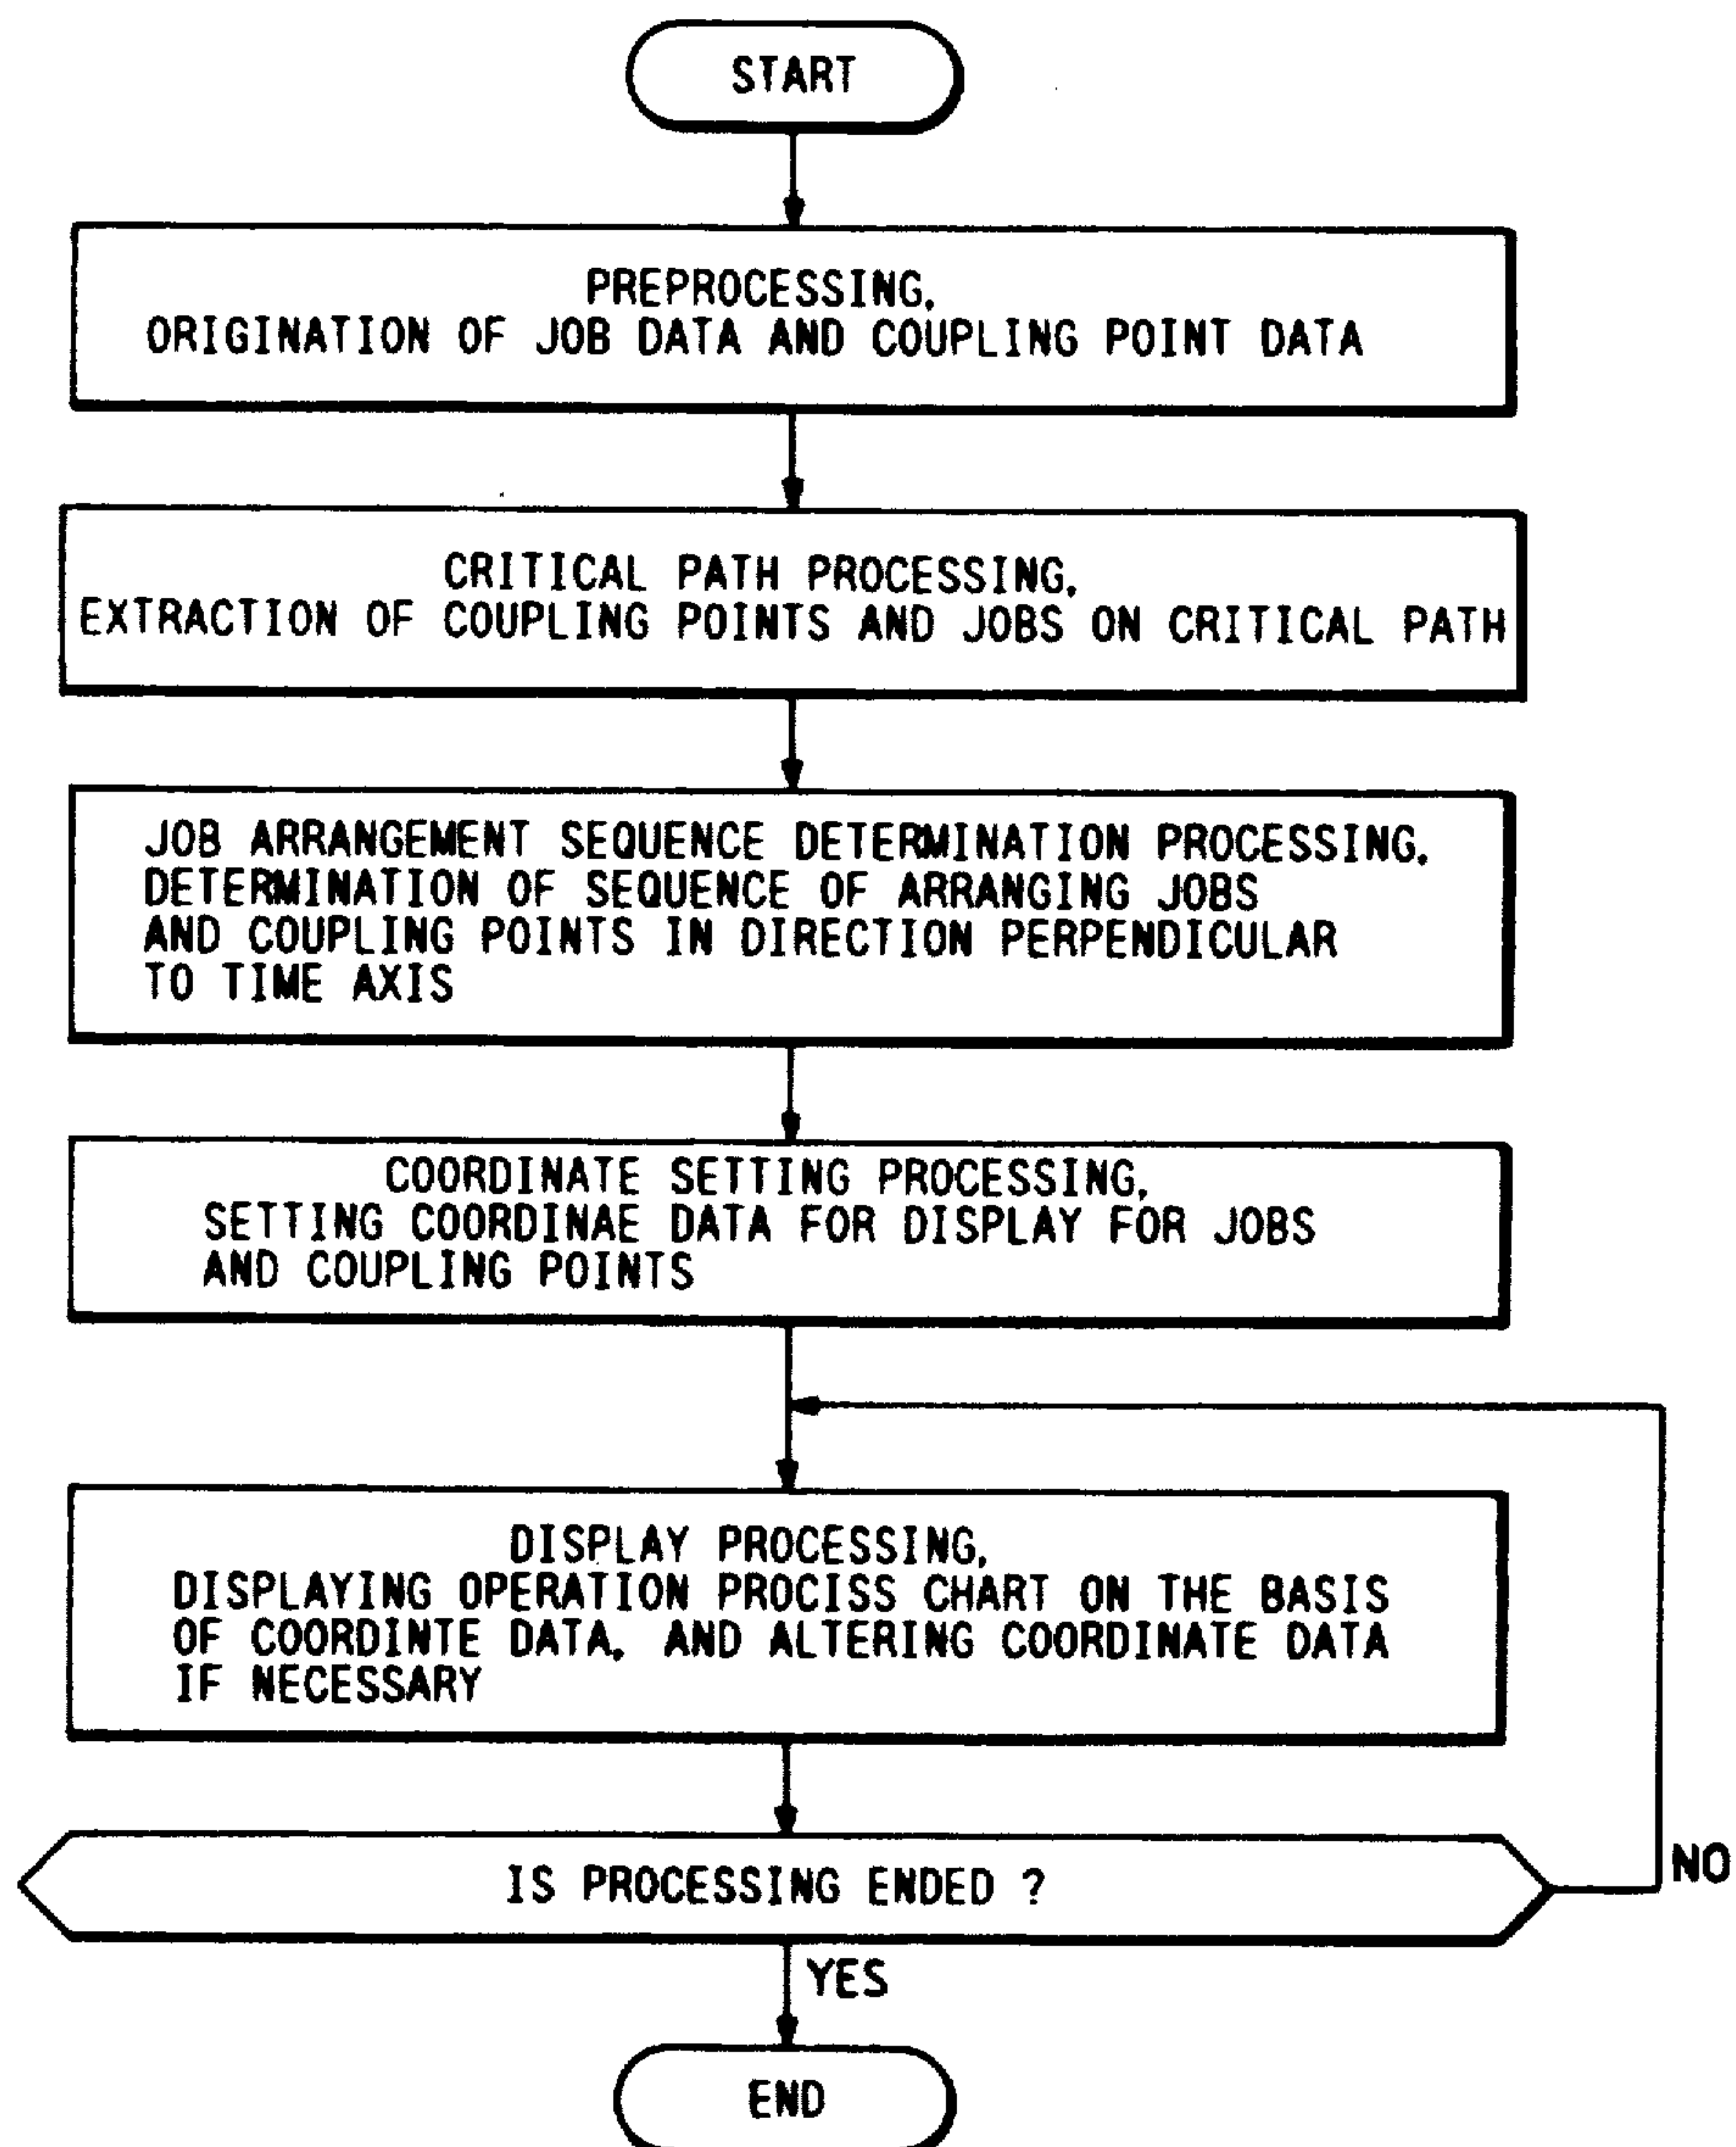 START
PREPROCESSING,
ORIGINATION OF JOB DATA AND COUPLING POINT DATA
CRITICAL PATH PROCESSING,
EXTRACTION OF COUPLING POINTS AND JOBS ON CRITICAL PATH
JOB ARRANGEMENT SEQUENCE DETERMINATION PROCESSING,
DETERMINATION OF SEQUENCE OF ARRANGING JOBS
AND COUPLING POINTS IN DIRECTION PERPENDICULAR
TO TIME AXIS
COORDINATE SETTING PROCESSING,
SETTING COORDINAE DATA FOR DISPLAY FOR JOBS
AND COUPLING POINTS
DISPLAY PROCESSING,
DISPLAYING OPERATION PROCISS CHART ON THE BASIS
OF COORDINTE DATA, AND ALTERING COORDINATE DATA
IF NECESSARY
IS PROCESSING ENDED ?
NO
YES
END